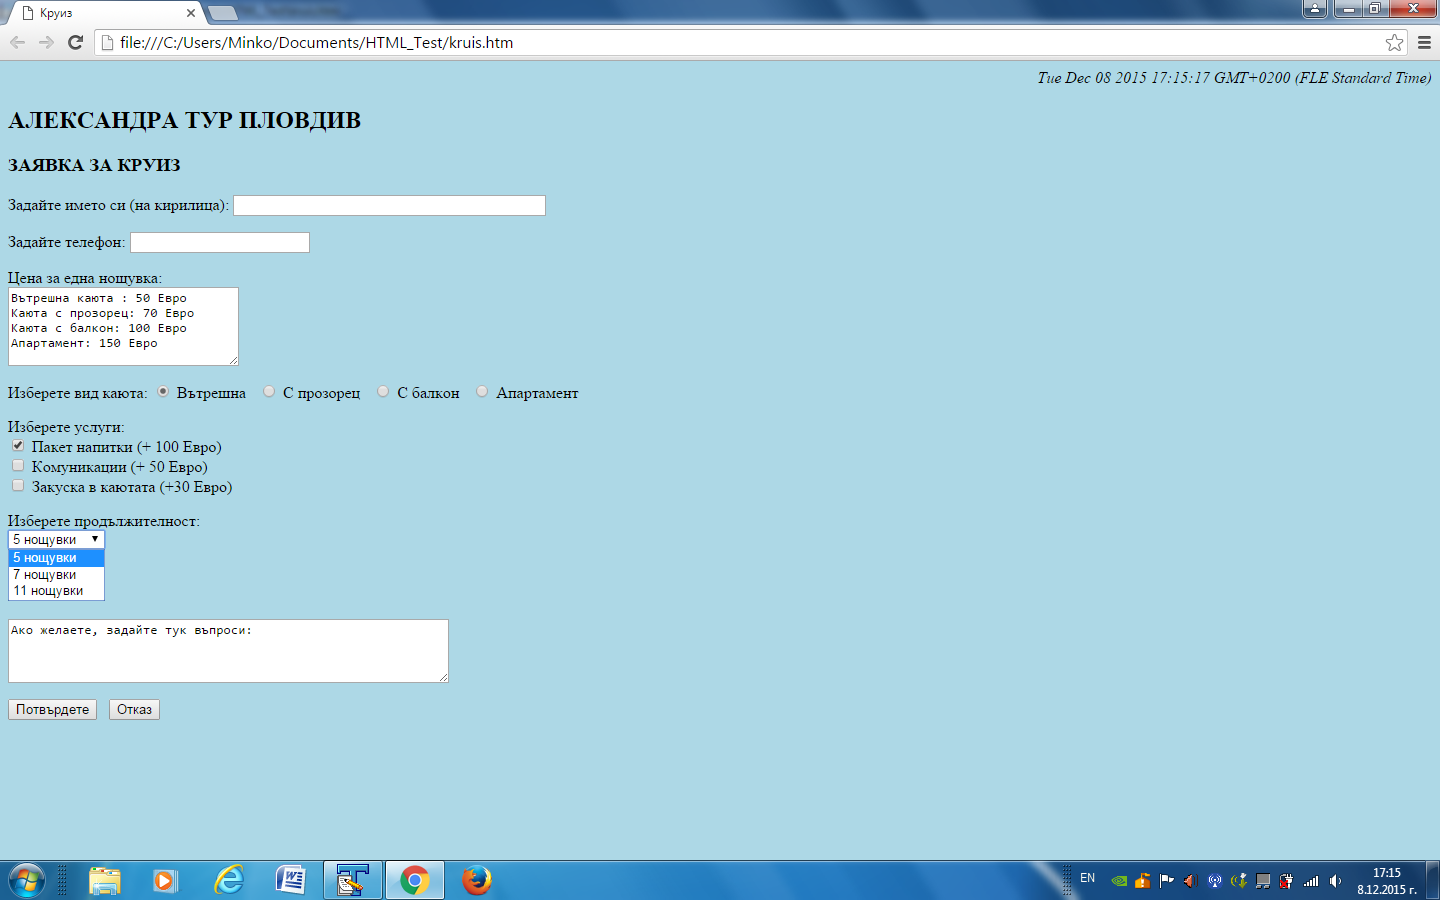 Круиз
file:///C:/Users/Minko/Documents/HTML_Test/kruis.htm
Tue Dec 08 2015 17:15:17 GMT+0200 (FLE Standard Time)
АЛЕКСАНДРА ТУР ПЛОВДИВ
ЗАЯВКА ЗА КРУИЗ
Задайте името си (на кирилица):
Задайте телефон:
Цена за една нощувка:
Вътрешна каюта : 50 Евро
Каюта с прозорец: 70 Евро
Каюта с балкон: 100 Евро
Апартамент: 150 Евро
Изберете вид каюта: Вътрешна С прозорец С балкон Апартамент
Изберете услуги:
Пакет напитки (+ 100 Евро)
Комуникации (+ 50 Евро)
Закуска в каютата (+30 Евро)
Изберете продължителност:
5 нощувки
5 нощувки
7 нощувки
11 нощувки
Ако желаете, задайте тук въпроси:
Потвърдете Отказ
EN
17:15
8.12.2015 г.